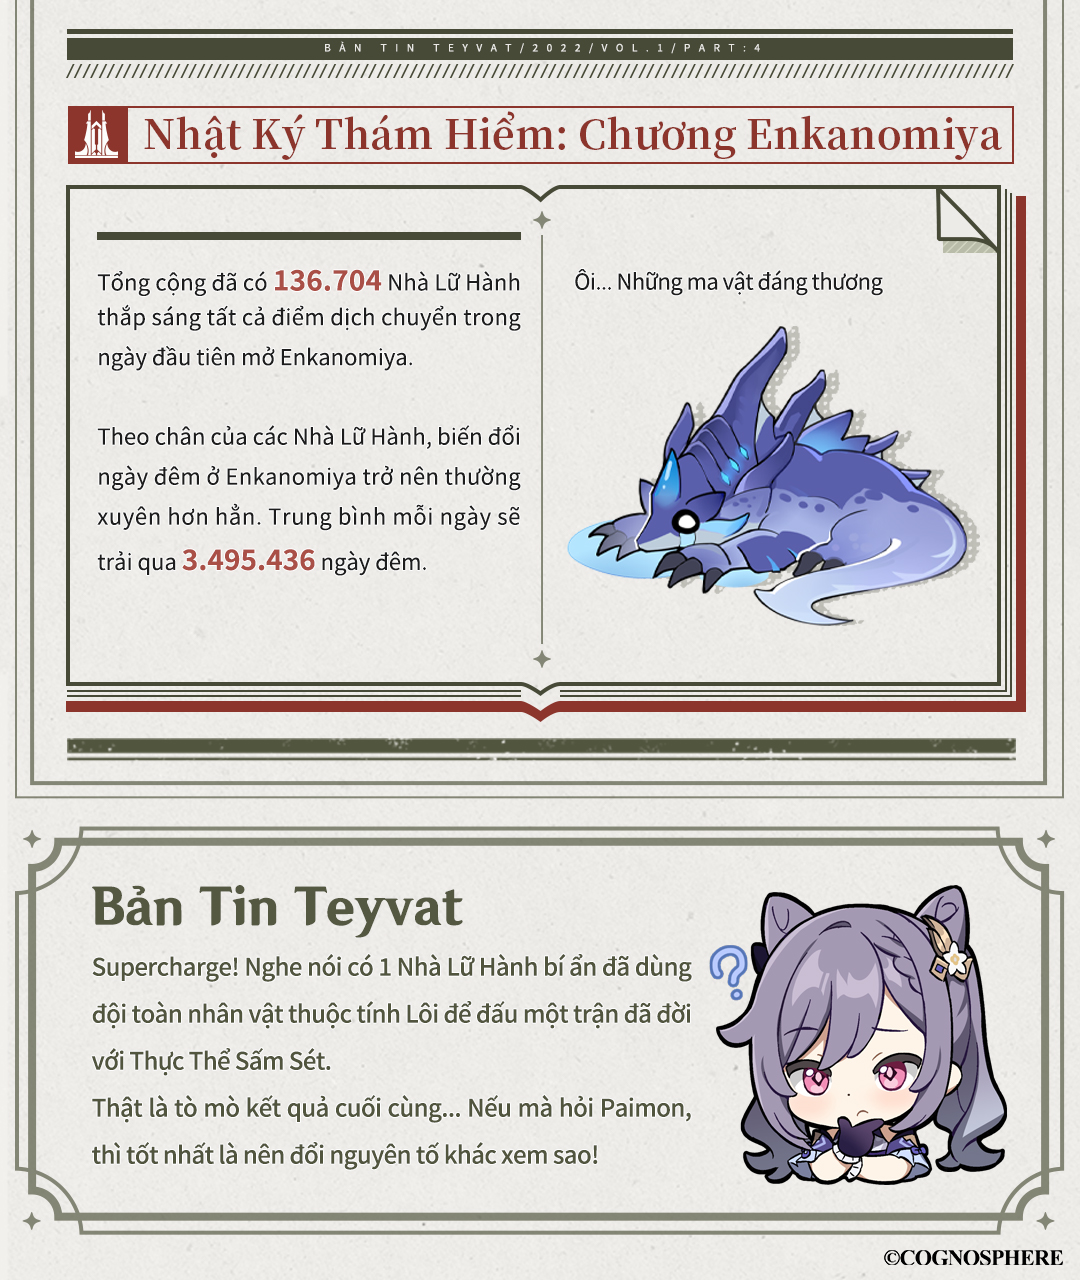 BẢN TIN TEYVAT/2022/VOL.1/PART:4
Nhật Ký Thám Hiểm: Chương Enkanomiya
Tổng cộng đã có 136.704 Nhà Lữ Hành
thắp sáng tất cả điểm dịch chuyển trong
ngày đầu tiên mở Enkanomiya.
Theo chân của các Nhà Lữ Hành, biến đổi
ngày đêm ở Enkanomiya trở nên thường
xuyên hơn hẳn. Trung bình mỗi ngày sẽ
trải qua 3.495.436 ngày đêm.
Ôi... Những ma vật đáng thương
Bản Tin Teyvat
Supercharge! Nghe nói có 1 Nhà Lữ Hành bí ẩn đã dùng
đội toàn nhân vật thuộc tính Lôi để đấu một trận đã đời
với Thực Thể Sấm Sét.
Thật là tò mò kết quả cuối cùng... Nếu mà hỏi Paimon,
thì tốt nhất là nên đổi nguyên tố khác xem sao!
?
©COGNOSPHERE